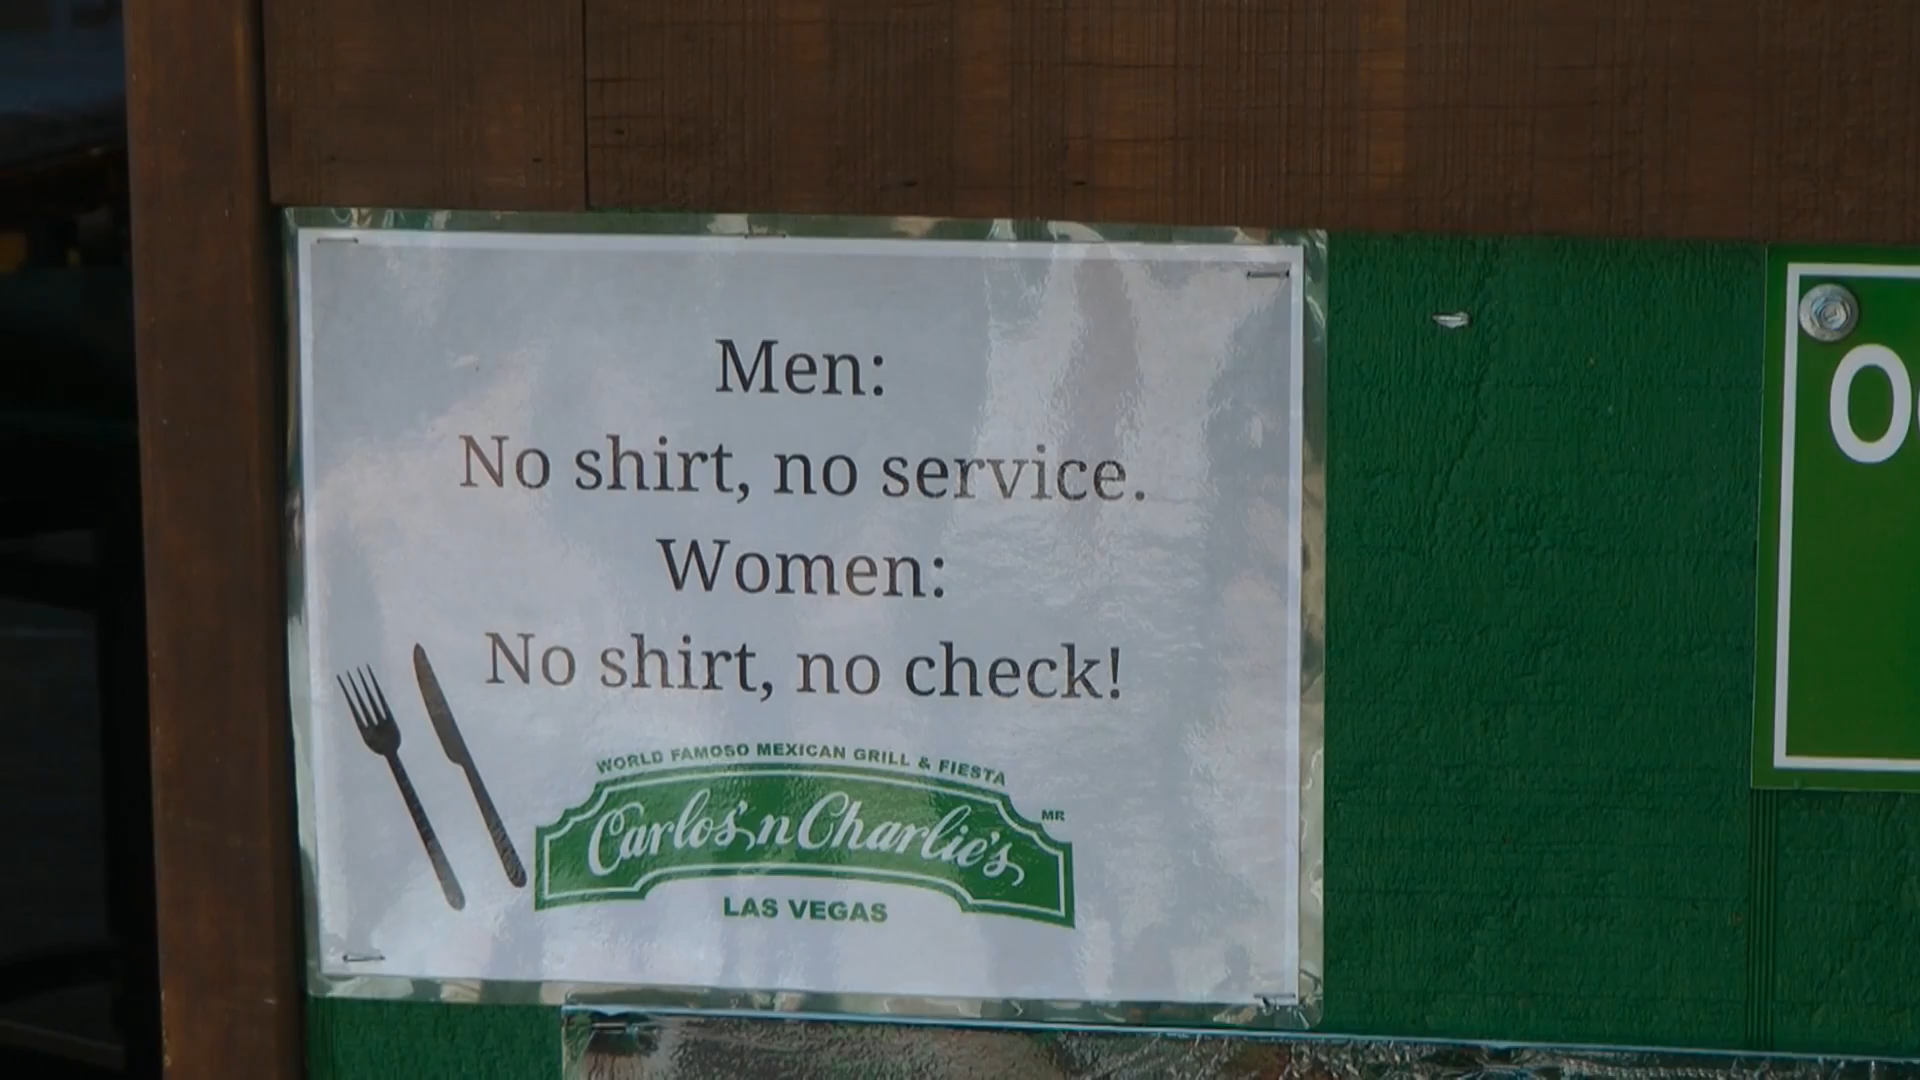 Men:
No shirt, no service.
Women:
No shirt, no check!
WORLD FAMOSO MEXICAN GRILL & FIESTA
Carlos'n Charlie's
MR
LAS VEGAS